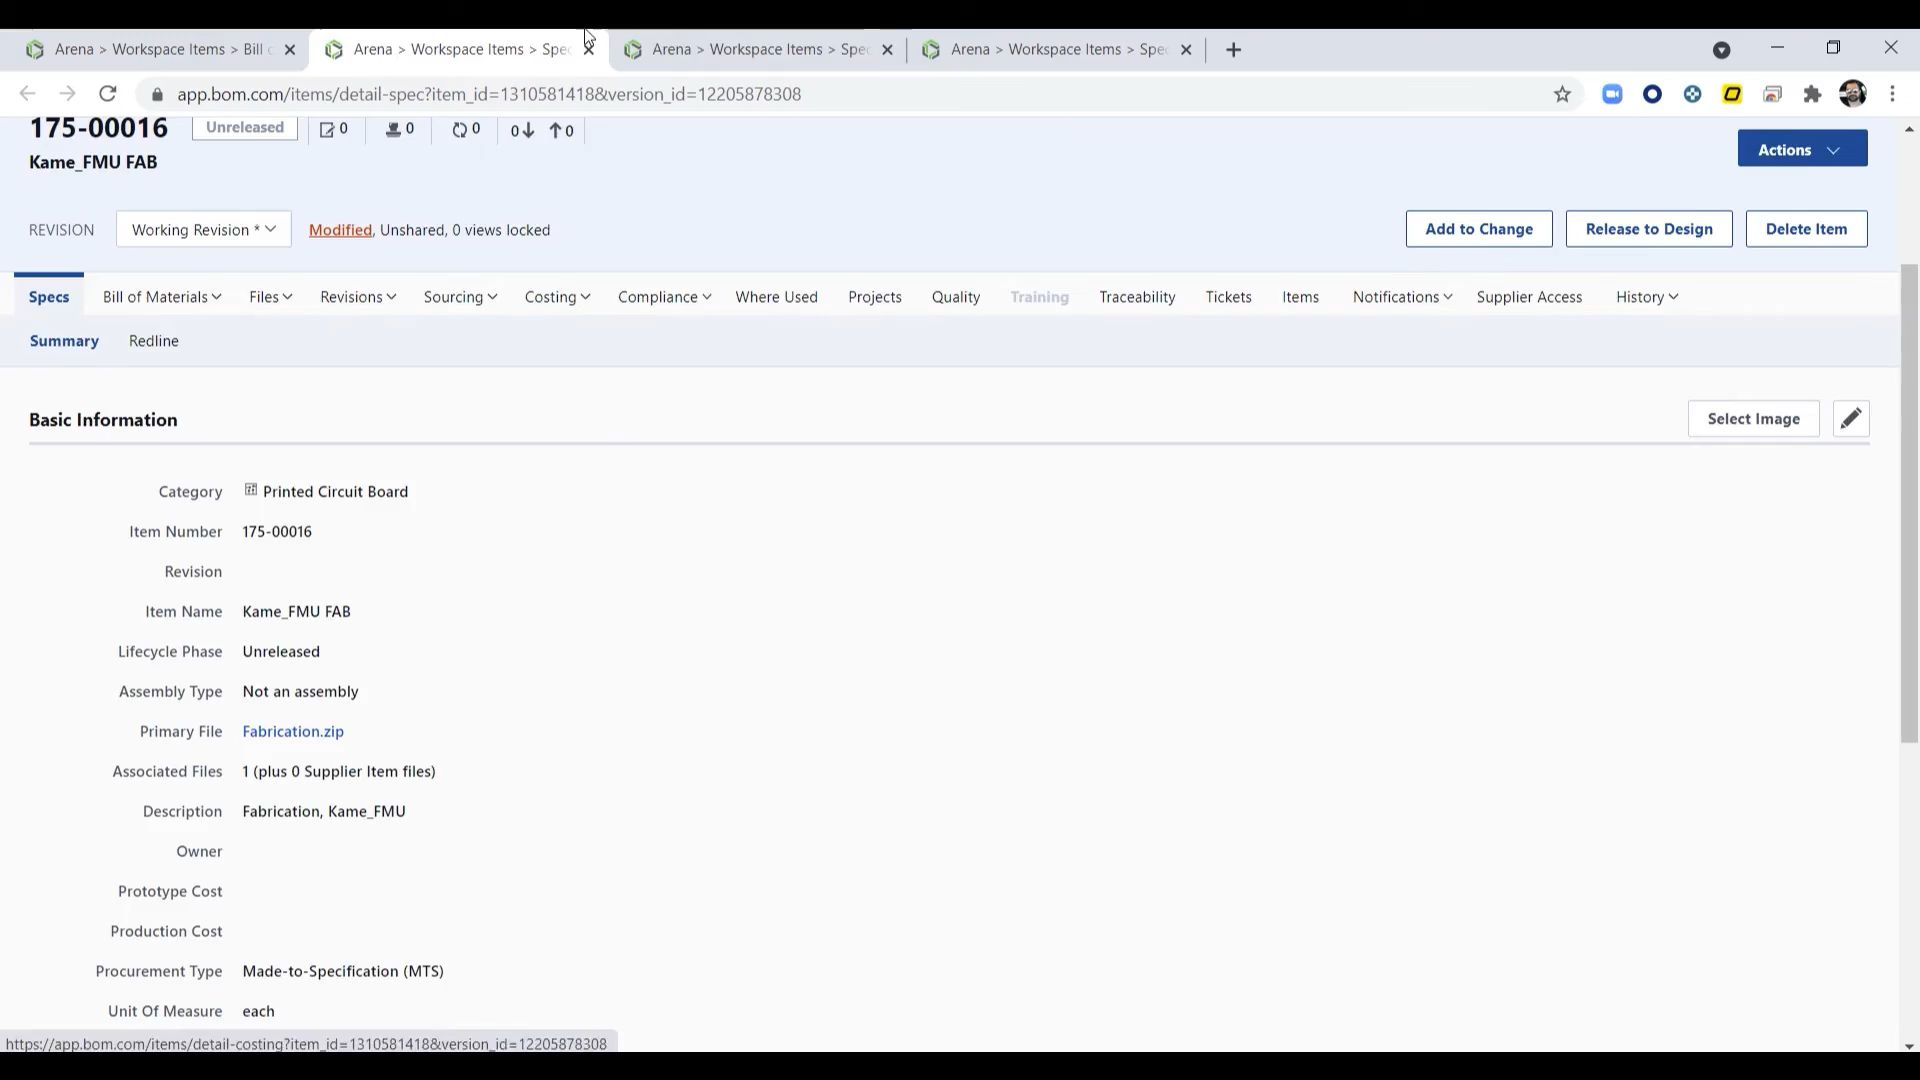 Arena > Workspace Items > Bill
Arena > Workspace Items > Spec
Arena > Workspace Items > Spec
Arena > Workspace Items > Spec
app.bom.com/items/detail-spec?item_id=1310581418&version_id=12205878308
175-00016
Unreleased
0
0
0
0
0
Kame_FMU FAB
Actions
REVISION
Working Revision *
Modified, Unshared, 0 views locked
Add to Change
Release to Design
Delete Item
Specs
Bill of Materials
Files
Revisions
Sourcing
Costing
Compliance
Where Used
Projects
Quality
Training
Traceability
Tickets
Items
Notifications
Supplier Access
History
Summary
Redline
Basic Information
Select Image
Category Printed Circuit Board
Item Number 175-00016
Revision
Item Name Kame_FMU FAB
Lifecycle Phase Unreleased
Assembly Type Not an assembly
Primary File Fabrication.zip
Associated Files 1 (plus 0 Supplier Item files)
Description Fabrication, Kame_FMU
Owner
Prototype Cost
Production Cost
Procurement Type Made-to-Specification (MTS)
Unit Of Measure each
https://app.bom.com/items/detail-costing?item_id=1310581418&version_id=12205878308